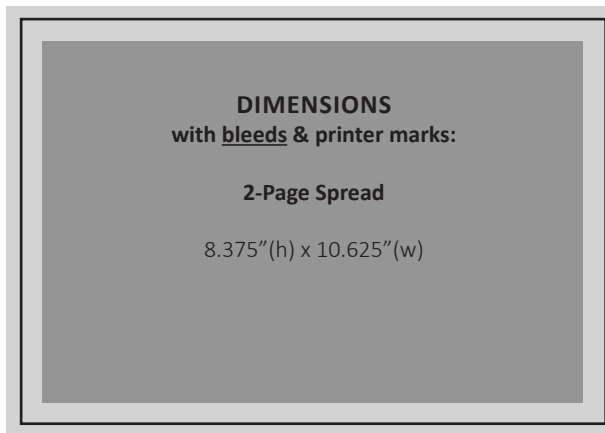 DIMENSIONS
with bleeds & printer marks:
2-Page Spread
8.375″(h) x 10.625″(w)